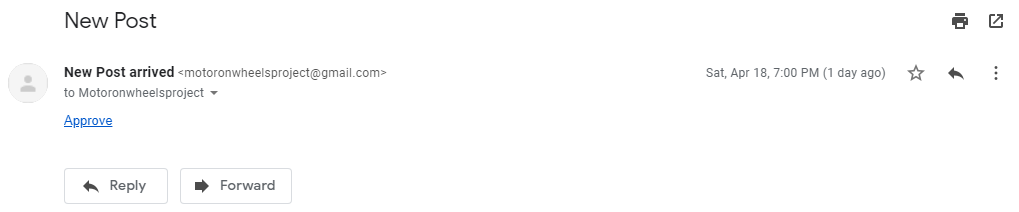 New Post
New Post arrived <motoronwheelsproject@gmail.com> Sat, Apr 18, 7:00 PM (1 day ago)
to Motoronwheelsproject
Approve
Reply Forward